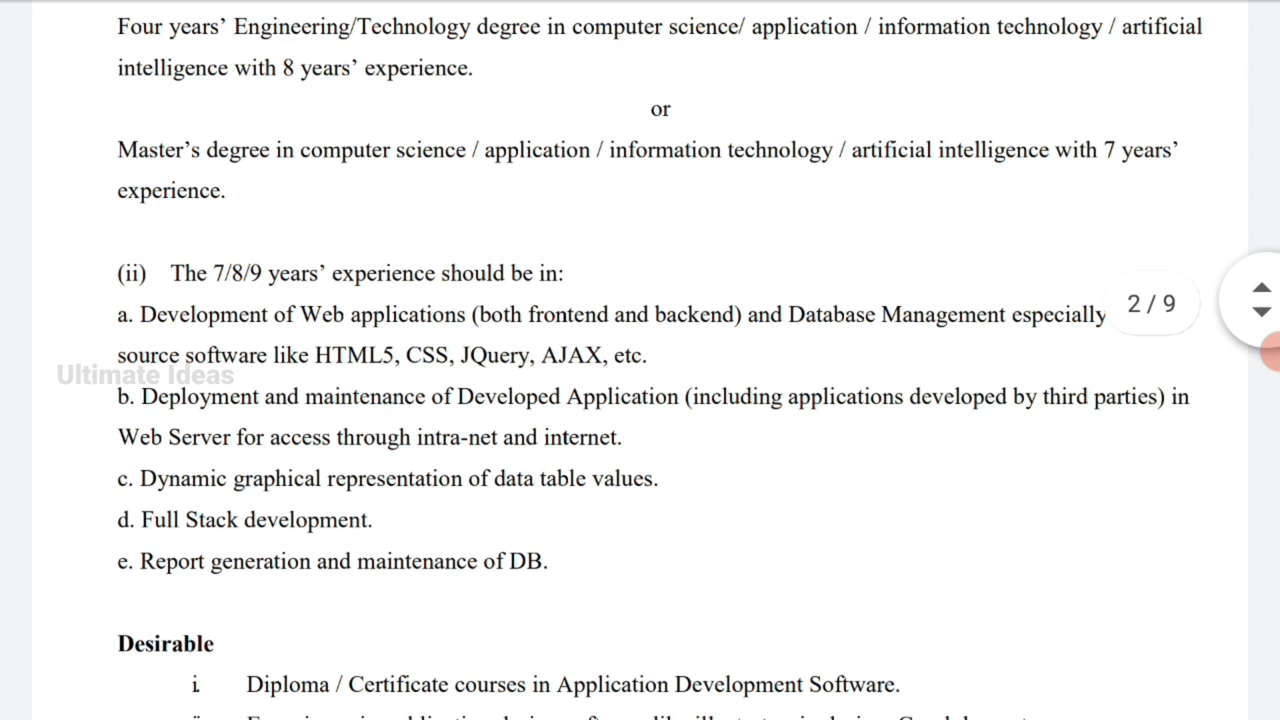 Four years’ Engineering/Technology degree in computer science/ application / information technology / artificial
intelligence with 8 years’ experience.
or
Master’s degree in computer science / application / information technology / artificial intelligence with 7 years’
experience.
(ii) The 7/8/9 years’ experience should be in:
a. Development of Web applications (both frontend and backend) and Database Management especially
2 / 9
source software like HTML5, CSS, JQuery, AJAX, etc.
Ultimate Ideas
b. Deployment and maintenance of Developed Application (including applications developed by third parties) in
Web Server for access through intra-net and internet.
c. Dynamic graphical representation of data table values.
d. Full Stack development.
e. Report generation and maintenance of DB.
Desirable
i. Diploma / Certificate courses in Application Development Software.